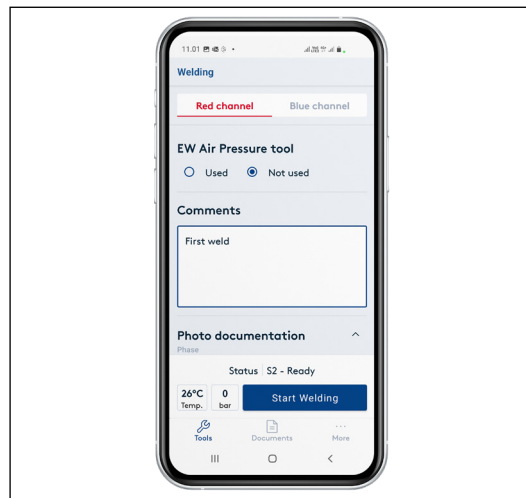 11.01
Welding
Red channel Blue channel
EW Air Pressure tool
Used Not used
Comments
First weld
Photo documentation
Phase
Status S2 - Ready
26°C 0 Start Welding
Temp. bar
Tools Documents More